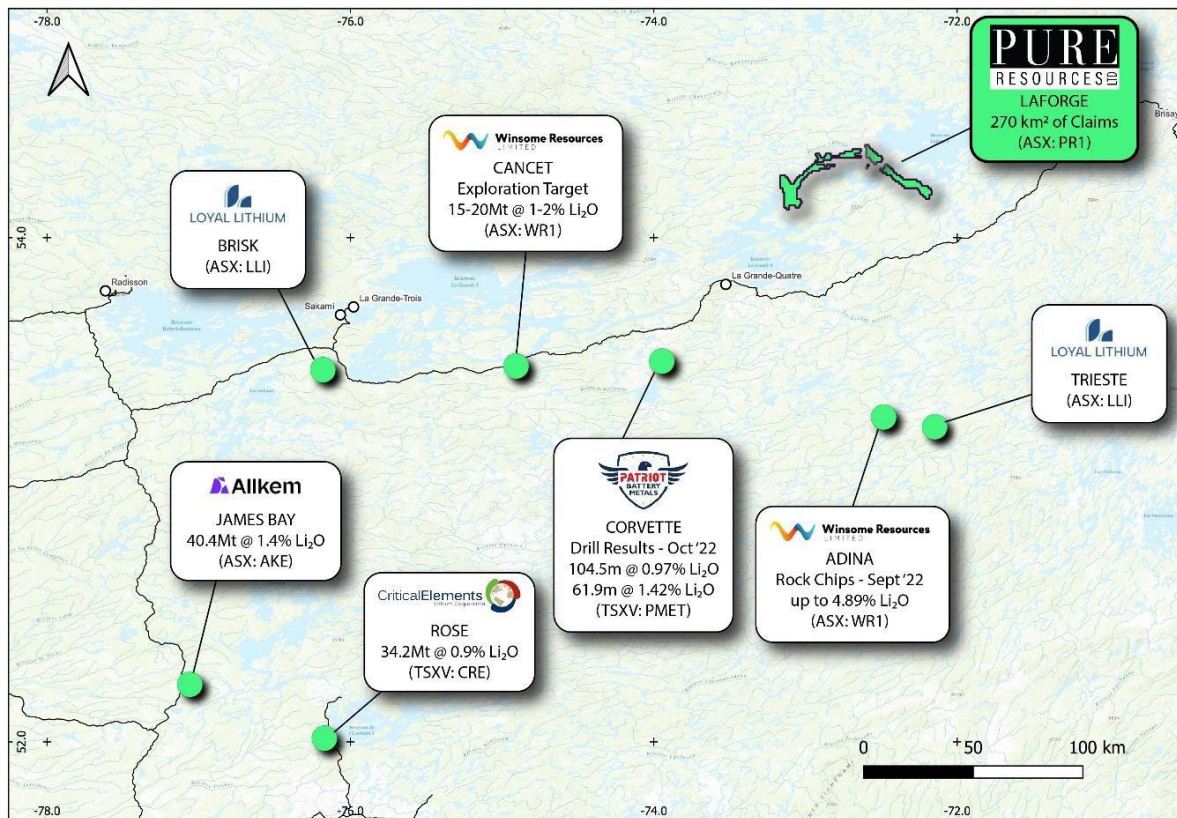 -78.0
-76.0
-74.0
-72.0
PURE
RESOURCES LTD
LAFORGE
270 km² of Claims
(ASX: PR1)
Brisay
Winsome Resources
LIMITED
CANCET
Exploration Target
15-20Mt @ 1-2% Li₂O
(ASX: WR1)
LOYAL LITHIUM
BRISK
(ASX: LLI)
54.0
Radisson
Sakami
La Grande-Trois
La Grande-Quatre
LOYAL LITHIUM
TRIESTE
(ASX: LLI)
Allkem
JAMES BAY
40.4Mt @ 1.4% Li₂O
(ASX: AKE)
PATRIOT
BATTERY
METALS
CORVETTE
Drill Results - Oct '22
104.5m @ 0.97% Li₂O
61.9m @ 1.42% Li₂O
(TSXV: PMET)
Winsome Resources
LIMITED
ADINA
Rock Chips - Sept '22
up to 4.89% Li₂O
(ASX: WR1)
CriticalElements
Lithium Corporation
ROSE
34.2Mt @ 0.9% Li₂O
(TSXV: CRE)
52.0
0 50 100 km
-78.0
-76.0
-74.0
-72.0